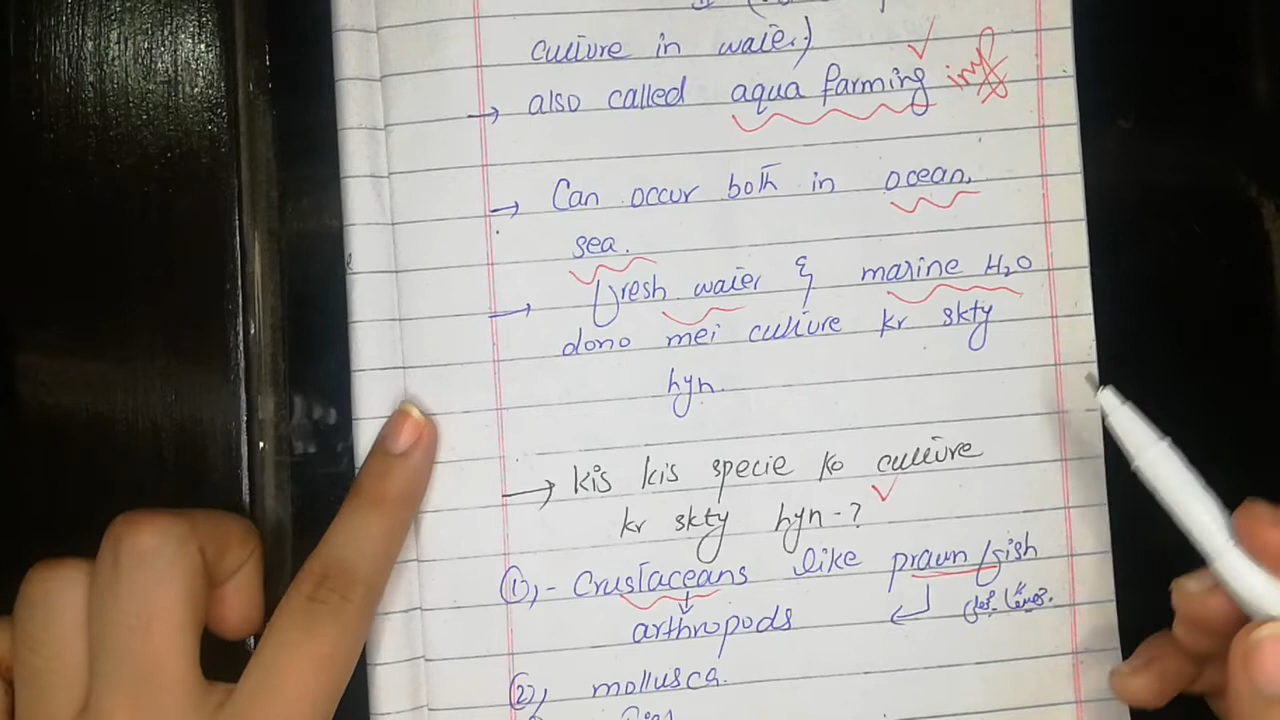 culture in water)
→ also called aqua farming imp
→ Can occur both in ocean,
sea.
→ fresh water & marine H2O
dono mei culture kr skty
hyn.
→ kis kis specie ko culture
kr skty hyn-?
(1),- Crustaceans like prawn/fish
arthropods
(2), mollusca.